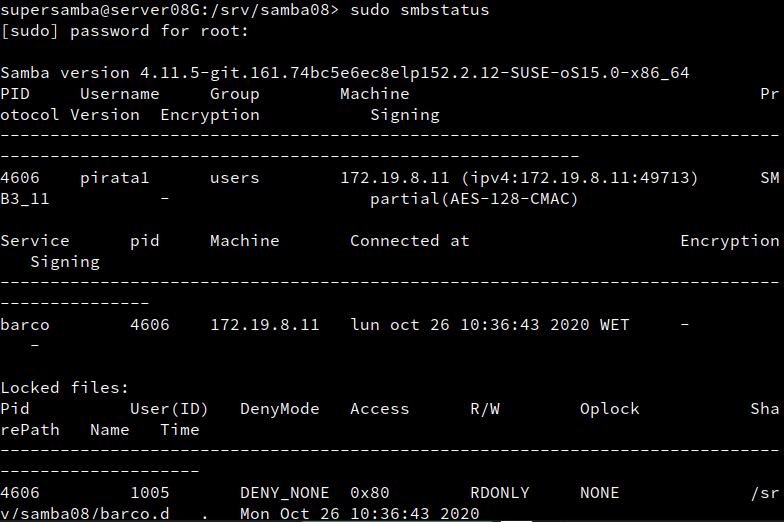 supersamba@server08G:/srv/samba08> sudo smbstatus
[sudo] password for root:
Samba version 4.11.5-git.161.74bc5e6ec8elp152.2.12-SUSE-oS15.0-x86_64
PID     Username     Group        Machine                                   Pr
otocol Version  Encryption           Signing
------------------------------------------------------------------------------
----------------------------------------------------------
4606    pirata1      users        172.19.8.11 (ipv4:172.19.8.11:49713)      SM
B3_11           -                    partial(AES-128-CMAC)
Service      pid     Machine       Connected at                     Encryption
   Signing
------------------------------------------------------------------------------
---------------
barco        4606    172.19.8.11   lun oct 26 10:36:43 2020 WET     -
   -
Locked files:
Pid          User(ID)   DenyMode   Access      R/W        Oplock           Sha
rePath   Name   Time
------------------------------------------------------------------------------
--------------------
4606         1005       DENY_NONE  0x80        RDONLY     NONE             /sr
v/samba08/barco.d   .   Mon Oct 26 10:36:43 2020